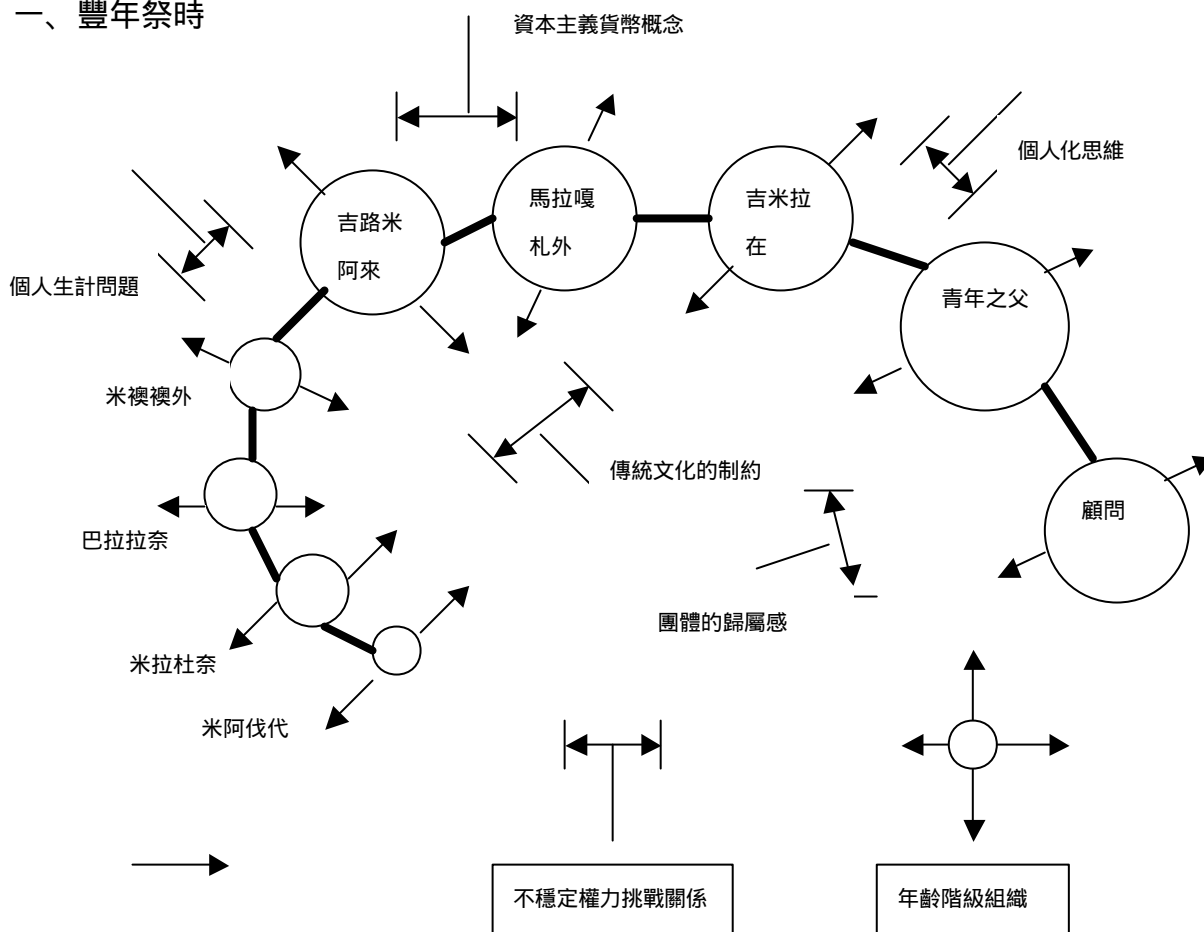 一、豐年祭時
資本主義貨幣概念
個人化思維
馬拉嘎
札外
吉米拉
在
吉路米
阿來
個人生計問題
青年之父
米襖襖外
傳統文化的制約
顧問
巴拉拉奈
團體的歸屬感
米拉杜奈
米阿伐代
不穩定權力挑戰關係
年齡階級組織